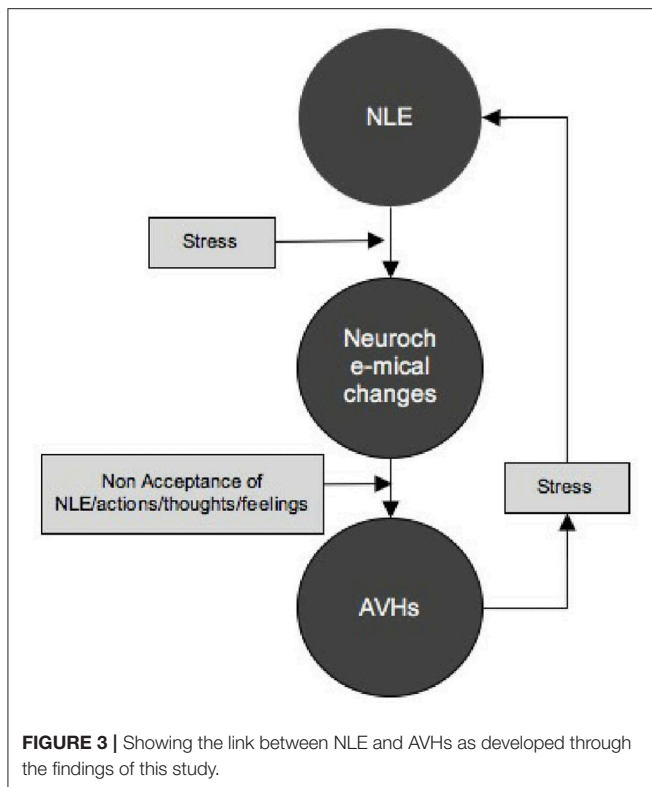 NLE
Stress
Neuroch
e-mical
changes
Non Acceptance of
NLE/actions/thoughts/feelings
Stress
AVHs
FIGURE 3 | Showing the link between NLE and AVHs as developed through
the findings of this study.